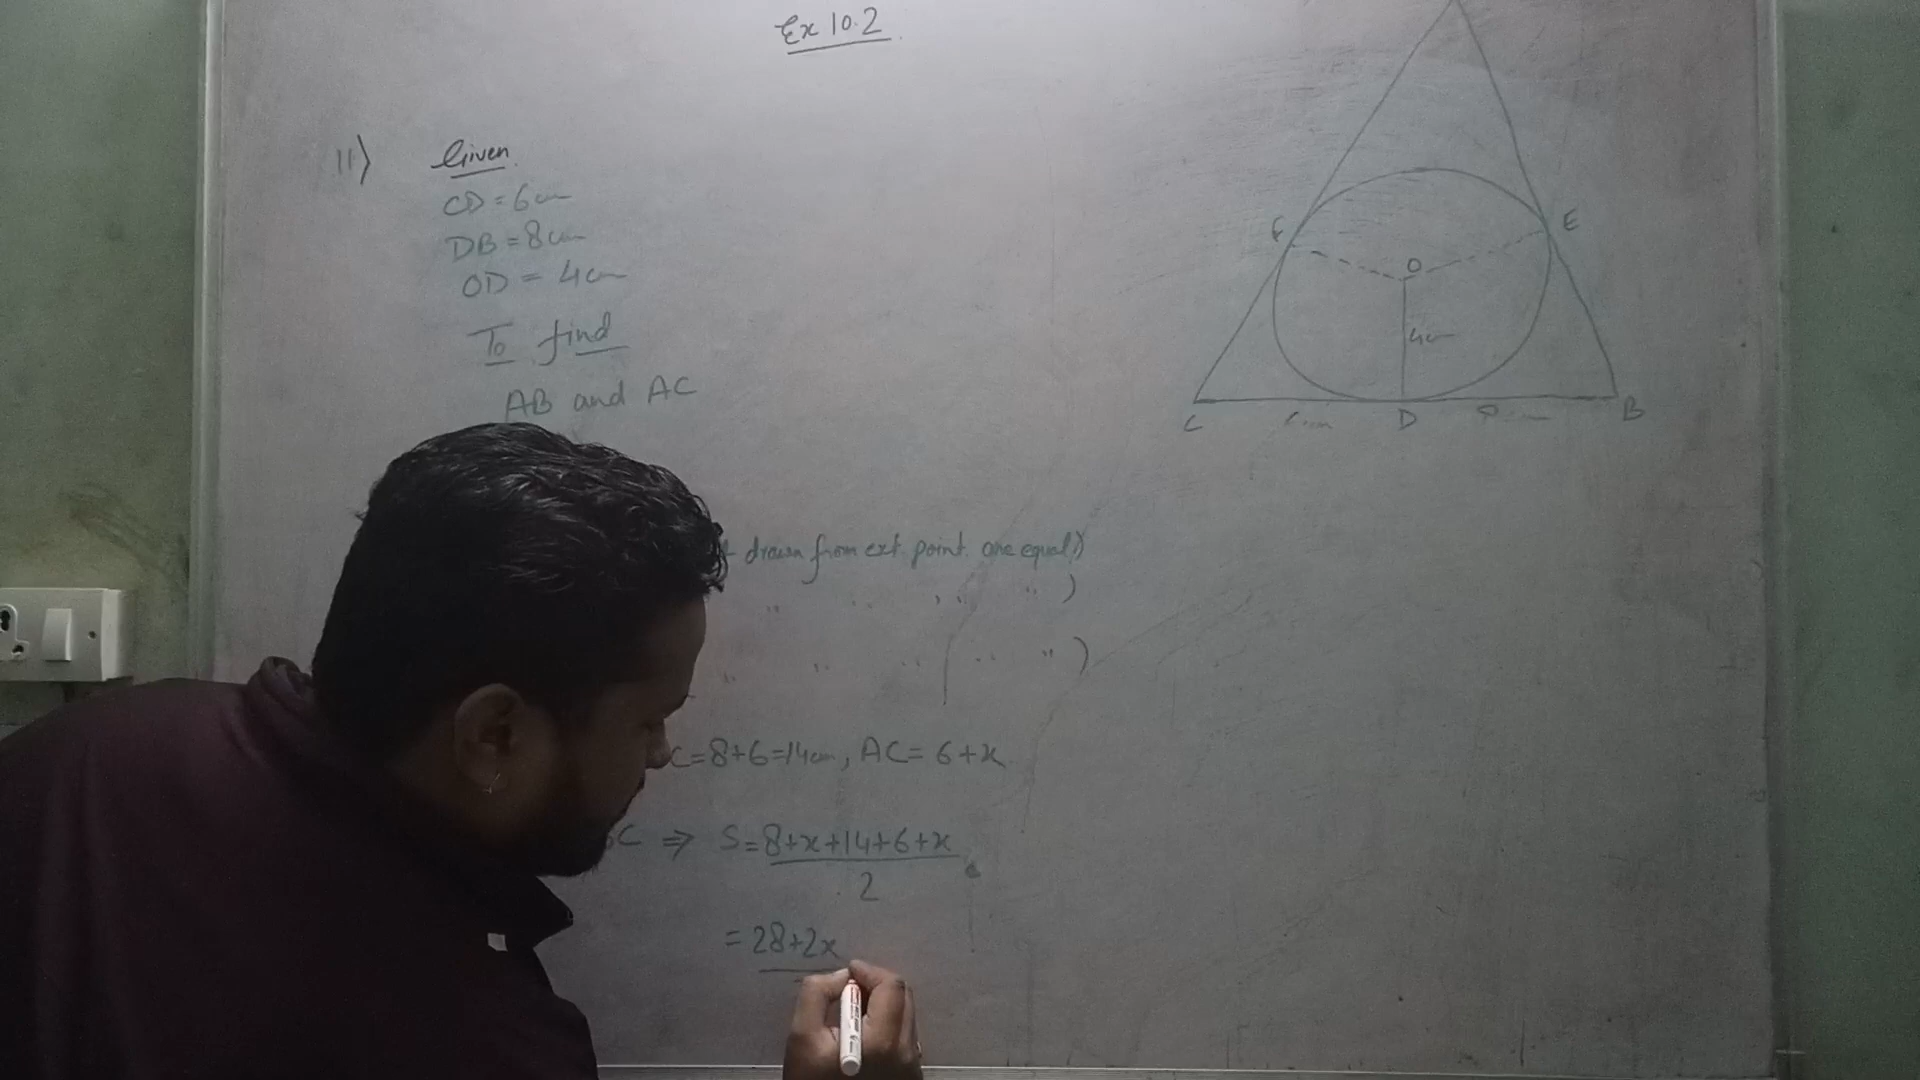 Ex 10.2
11) Given
CD = 6cm
DB = 8cm
OD = 4cm
To find
AB and AC
F
E
O
4cm
C
D
B
drawn from ext. point are equal)
" " " " )
" " " " " )
C=8+6=14cm, AC= 6+x
C ⇒ S= 8+x+14+6+x
2
= 28+2x